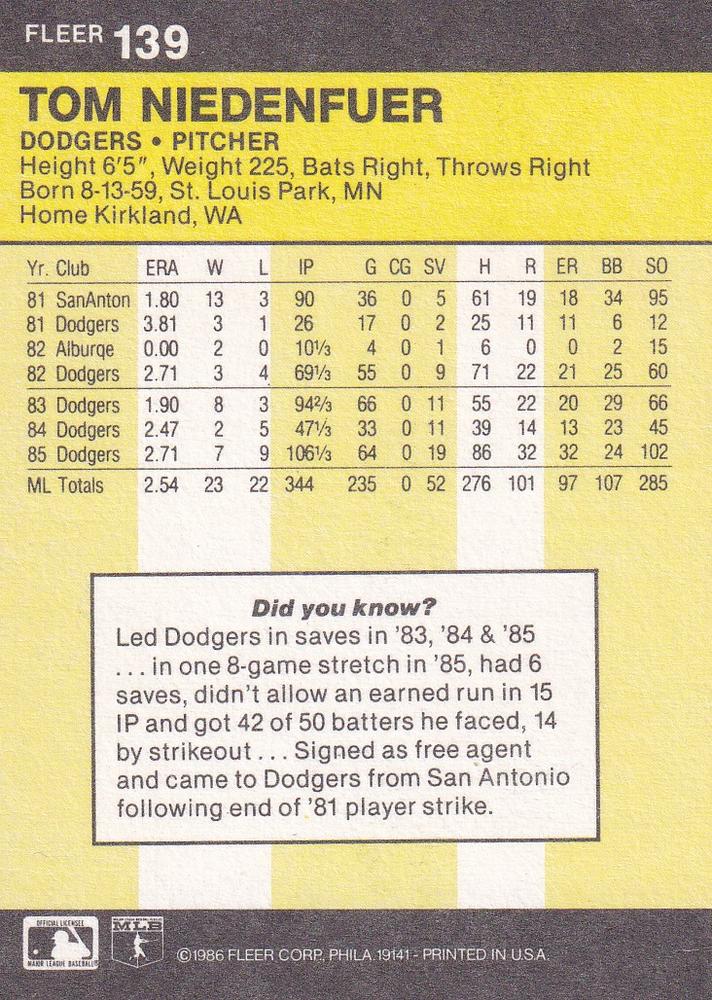 FLEER 139
TOM NIEDENFUER
DODGERS • PITCHER
Height 6'5", Weight 225, Bats Right, Throws Right
Born 8-13-59, St. Louis Park, MN
Home Kirkland, WA
Yr. Club ERA W L IP G CG SV H R ER BB SO
81 SanAnton 1.80 13 3 90 36 0 5 61 19 18 34 95
81 Dodgers 3.81 3 1 26 17 0 2 25 11 11 6 12
82 Alburqe 0.00 2 0 10⅓ 4 0 1 6 0 0 2 15
82 Dodgers 2.71 3 4 69⅓ 55 0 9 71 22 21 25 60
83 Dodgers 1.90 8 3 94⅔ 66 0 11 55 22 20 29 66
84 Dodgers 2.47 2 5 47⅓ 33 0 11 39 14 13 23 45
85 Dodgers 2.71 7 9 106⅓ 64 0 19 86 32 32 24 102
ML Totals 2.54 23 22 344 235 0 52 276 101 97 107 285
Did you know?
Led Dodgers in saves in '83, '84 & '85
... in one 8-game stretch in '85, had 6
saves, didn't allow an earned run in 15
IP and got 42 of 50 batters he faced, 14
by strikeout ... Signed as free agent
and came to Dodgers from San Antonio
following end of '81 player strike.
OFFICIAL LICENSEE
MAJOR LEAGUE BASEBALL
MLB
©1986 FLEER CORP., PHILA. 19141 - PRINTED IN U.S.A.